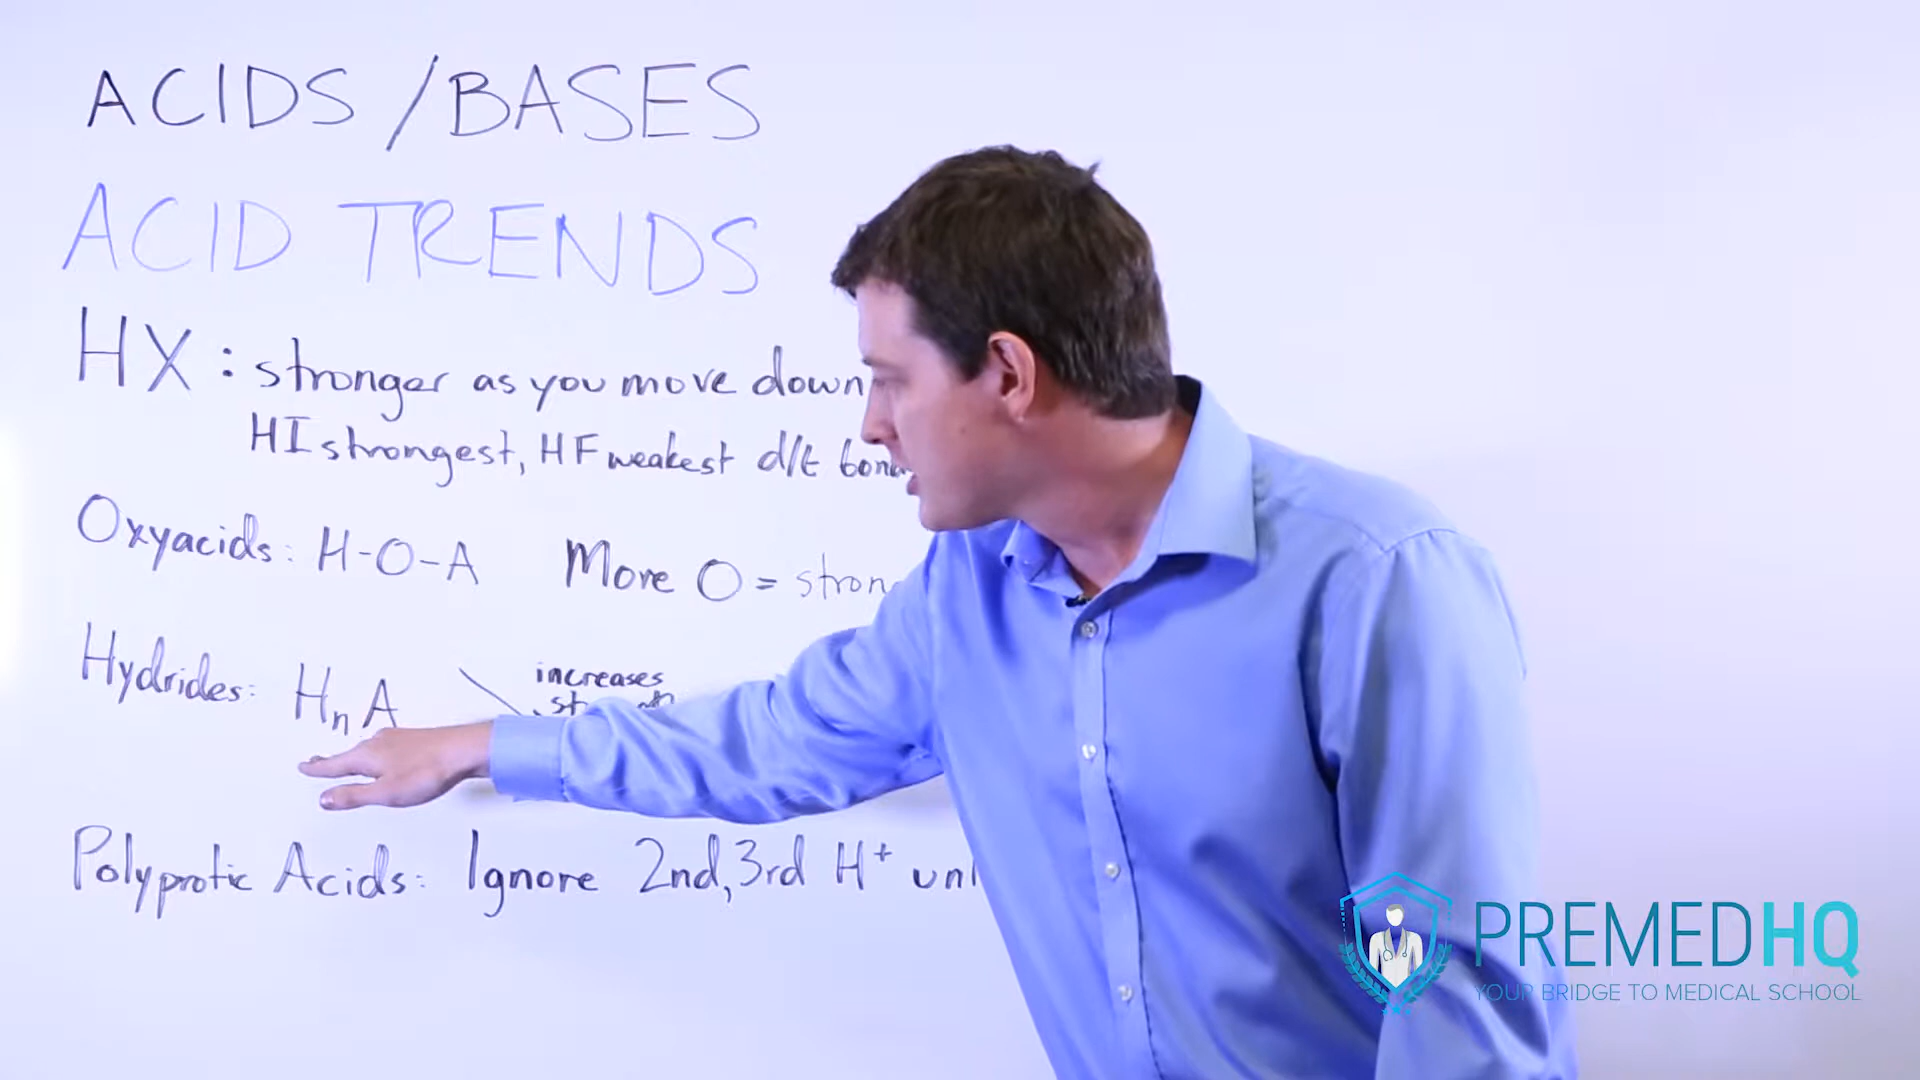 ACIDS/BASES
ACID TRENDS
HX: stronger as you move down
HI strongest, HF weakest d/t
Oxyacids: H-O-A More O =
Hydrides: HnA increases
Polyprotic Acids: Ignore 2nd, 3rd H+
PREMEDHQ
YOUR BRIDGE TO MEDICAL SCHOOL